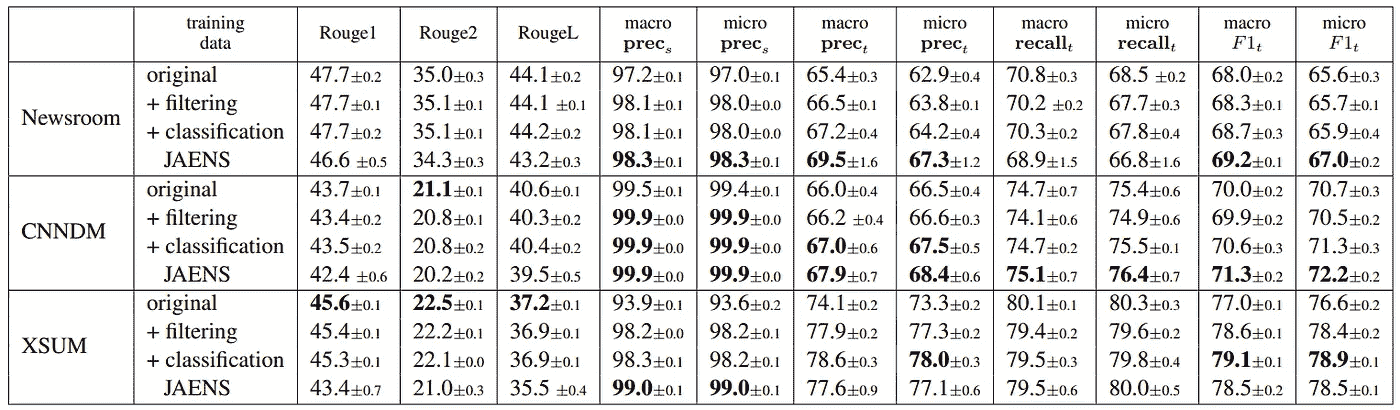 training data Rouge1 Rouge2 RougeL macro prec_s micro prec_s macro prec_t micro prec_t macro recall_t micro recall_t macro F1_t micro F1_t
Newsroom
original 47.7±0.2 35.0±0.3 44.1±0.2 97.2±0.1 97.0±0.1 65.4±0.3 62.9±0.4 70.8±0.3 68.5 ±0.2 68.0±0.2 65.6±0.3
+ filtering 47.7±0.1 35.1±0.1 44.1 ±0.1 98.1±0.1 98.0±0.0 66.5±0.1 63.8±0.1 70.2 ±0.2 67.7±0.3 68.3±0.1 65.7±0.1
+ classification 47.7±0.2 35.1±0.1 44.2±0.2 98.1±0.1 98.0±0.0 67.2±0.4 64.2±0.4 70.3±0.2 67.8±0.4 68.7±0.3 65.9±0.4
JAENS 46.6 ±0.5 34.3±0.3 43.2±0.3 98.3±0.1 98.3±0.1 69.5±1.6 67.3±1.2 68.9±1.5 66.8±1.6 69.2±0.1 67.0±0.2
CNNDM
original 43.7±0.1 21.1±0.1 40.6±0.1 99.5±0.1 99.4±0.1 66.0±0.4 66.5±0.4 74.7±0.7 75.4±0.6 70.0±0.2 70.7±0.3
+ filtering 43.4±0.2 20.8±0.1 40.3±0.2 99.9±0.0 99.9±0.0 66.2 ±0.4 66.6±0.3 74.1±0.6 74.9±0.6 69.9±0.2 70.5±0.2
+ classification 43.5±0.2 20.8±0.2 40.4±0.2 99.9±0.0 99.9±0.0 67.0±0.6 67.5±0.5 74.7±0.2 75.5±0.1 70.6±0.3 71.3±0.3
JAENS 42.4 ±0.6 20.2±0.2 39.5±0.5 99.9±0.0 99.9±0.0 67.9±0.7 68.4±0.6 75.1±0.7 76.4±0.7 71.3±0.2 72.2±0.2
XSUM
original 45.6±0.1 22.5±0.1 37.2±0.1 93.9±0.1 93.6±0.2 74.1±0.2 73.3±0.2 80.1±0.1 80.3±0.3 77.0±0.1 76.6±0.2
+ filtering 45.4±0.1 22.2±0.1 36.9±0.1 98.2±0.0 98.2±0.1 77.9±0.2 77.3±0.2 79.4±0.2 79.6±0.2 78.6±0.1 78.4±0.2
+ classification 45.3±0.1 22.1±0.0 36.9±0.1 98.3±0.1 98.2±0.1 78.6±0.3 78.0±0.3 79.5±0.3 79.8±0.4 79.1±0.1 78.9±0.1
JAENS 43.4±0.7 21.0±0.3 35.5 ±0.4 99.0±0.1 99.0±0.1 77.6±0.9 77.1±0.6 79.5±0.6 80.0±0.5 78.5±0.2 78.5±0.1